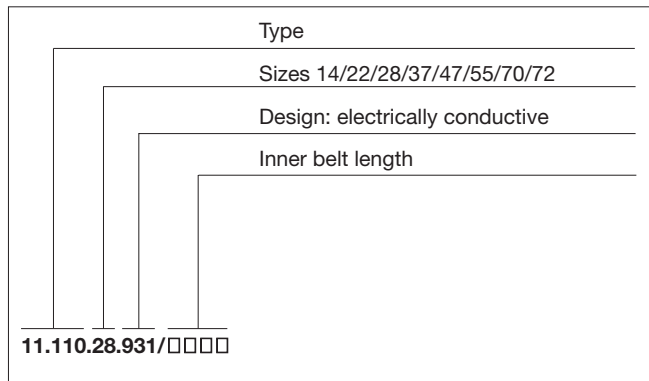 Type
Sizes 14/22/28/37/47/55/70/72
Design: electrically conductive
Inner belt length
11.110.28.931/□□□□